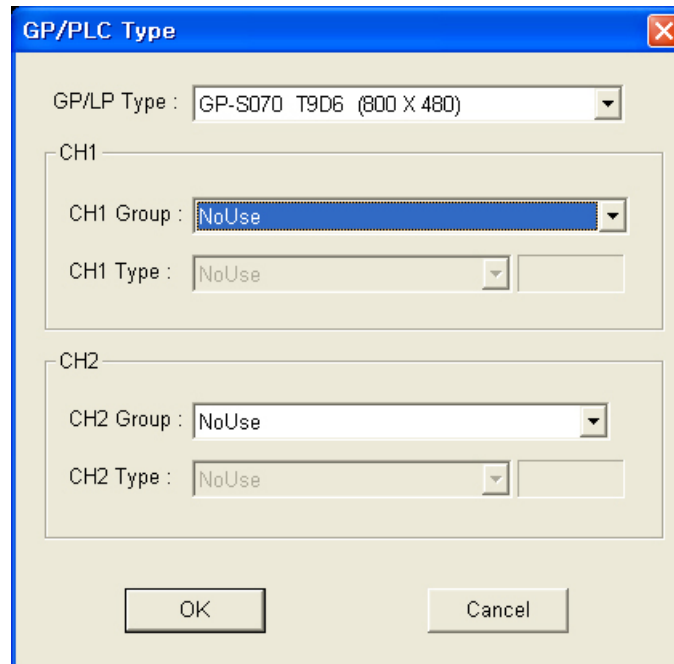 GP/PLC Type
GP/LP Type : GP-S070 T9D6 (800 X 480)
CH1
CH1 Group : NoUse
CH1 Type : NoUse
CH2
CH2 Group : NoUse
CH2 Type : NoUse
OK Cancel